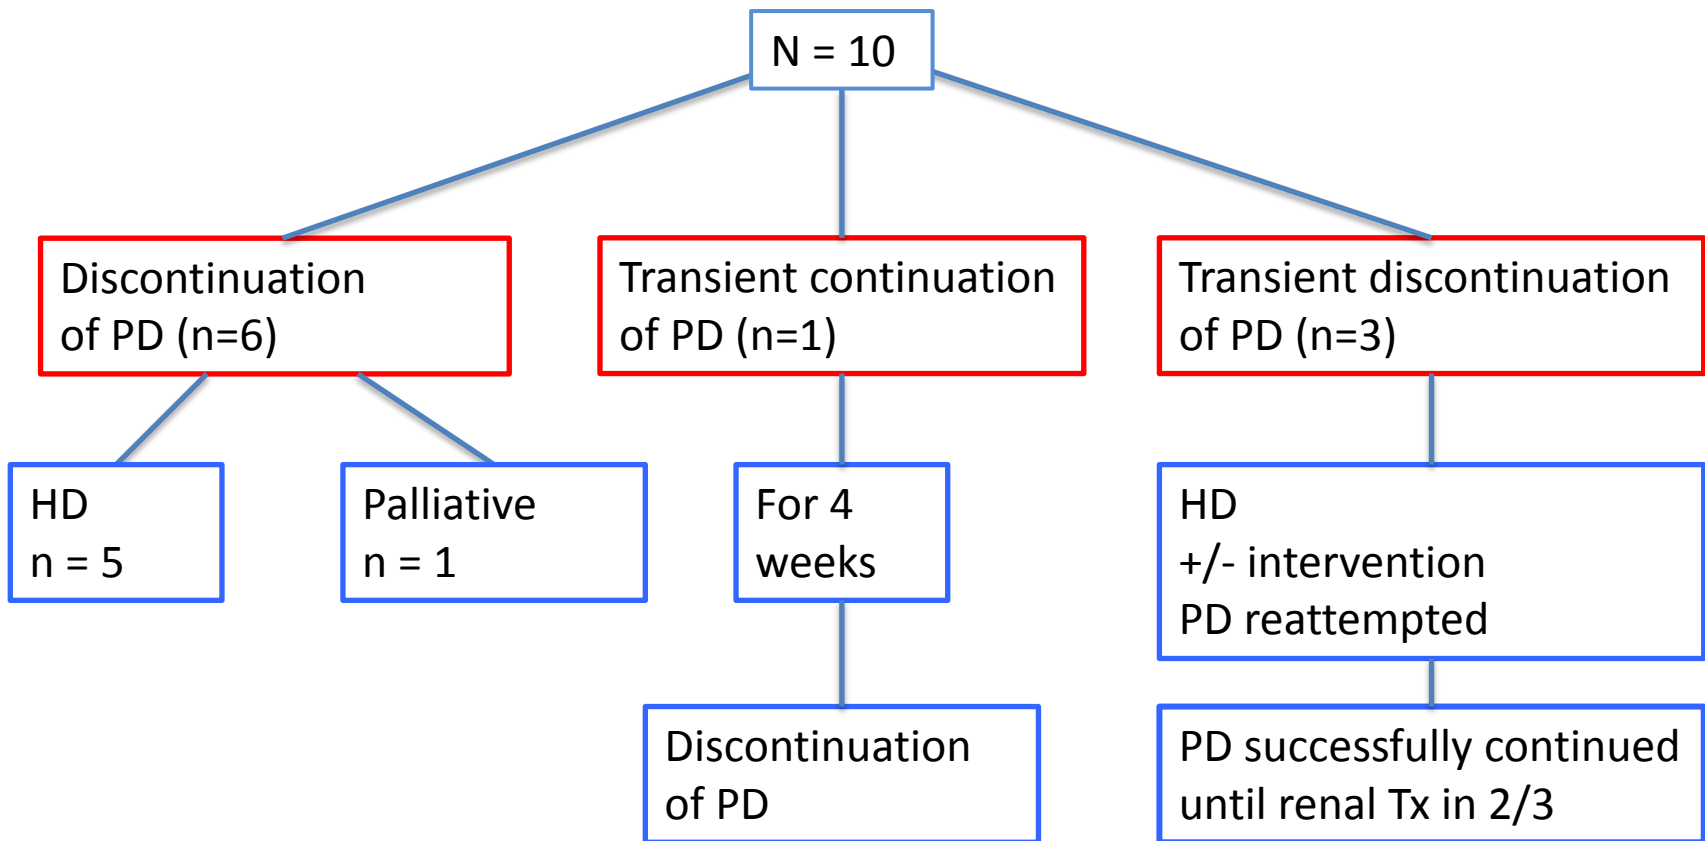 N = 10
Discontinuation
of PD (n=6)
Transient continuation
of PD (n=1)
Transient discontinuation
of PD (n=3)
HD
n = 5
Palliative
n = 1
For 4
weeks
HD
+/- intervention
PD reattempted
Discontinuation
of PD
PD successfully continued
until renal Tx in 2/3